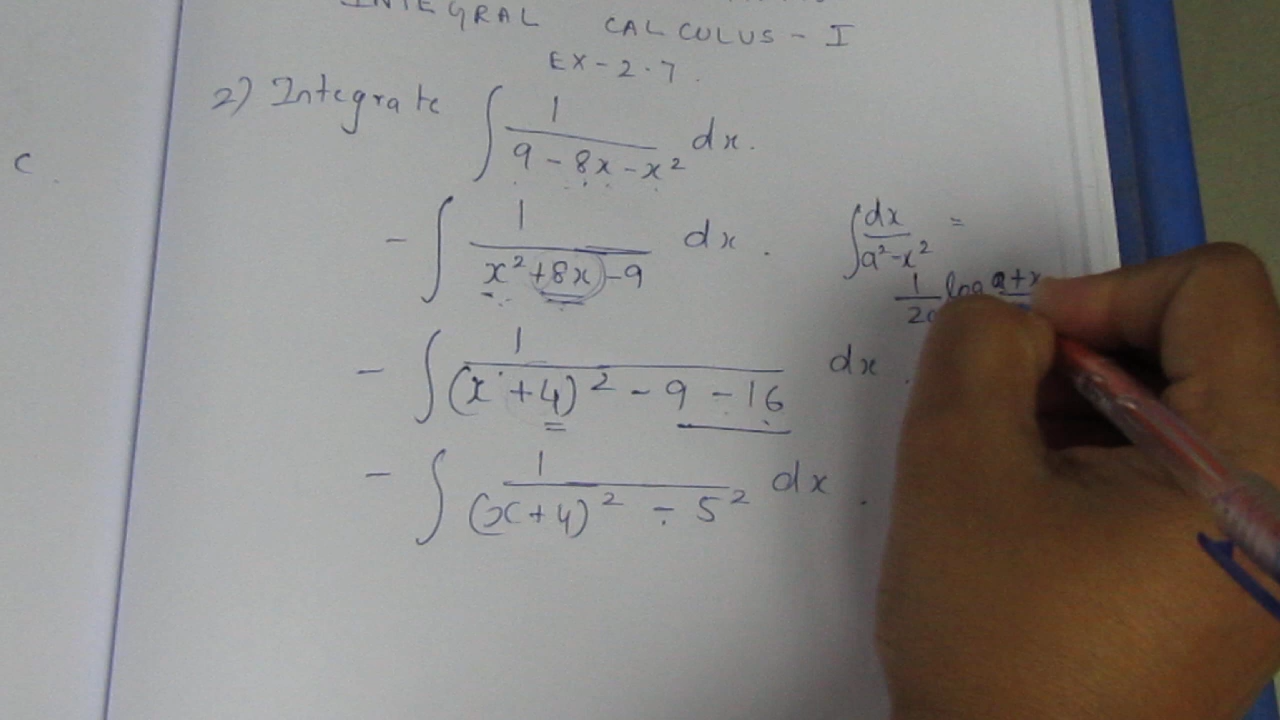 INTEGRAL CALCULUS - I
EX - 2.7.
2) Integrate ∫ 1/(9 - 8x - x²) dx.
- ∫ 1/(x² + 8x - 9) dx.
∫ dx/(a² - x²) =
1/2a log a+x
- ∫ 1/((x + 4)² - 9 - 16) dx.
- ∫ 1/((x + 4)² - 5²) dx.
c.